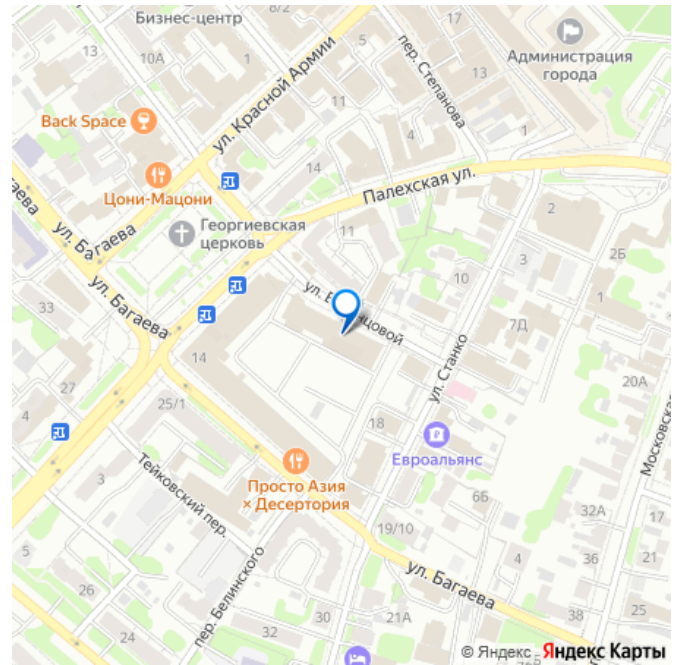 Бизнес-центр
8/2
10А
13
5
пер. Степанова
17
13
Администрация
города
Back Space
ул. Красной Армии
11
11
1
Цони-Мацони
14
Палехская ул.
ул. Багаева
Георгиевская
церковь
11
2
2Б
3
10
ул. Багаева
33
1
7Д
14
ул. Станко
20А
27
4
25/1
18
Московская
Евроальянс
Тейковский пер.
3
Просто Азия
× Десертория
6Б
32А
17
5
19/10
4
36
21
26
пер. Белинского
ул. Багаева
24
32
30
21А
38
25
© Яндекс
Яндекс Карты